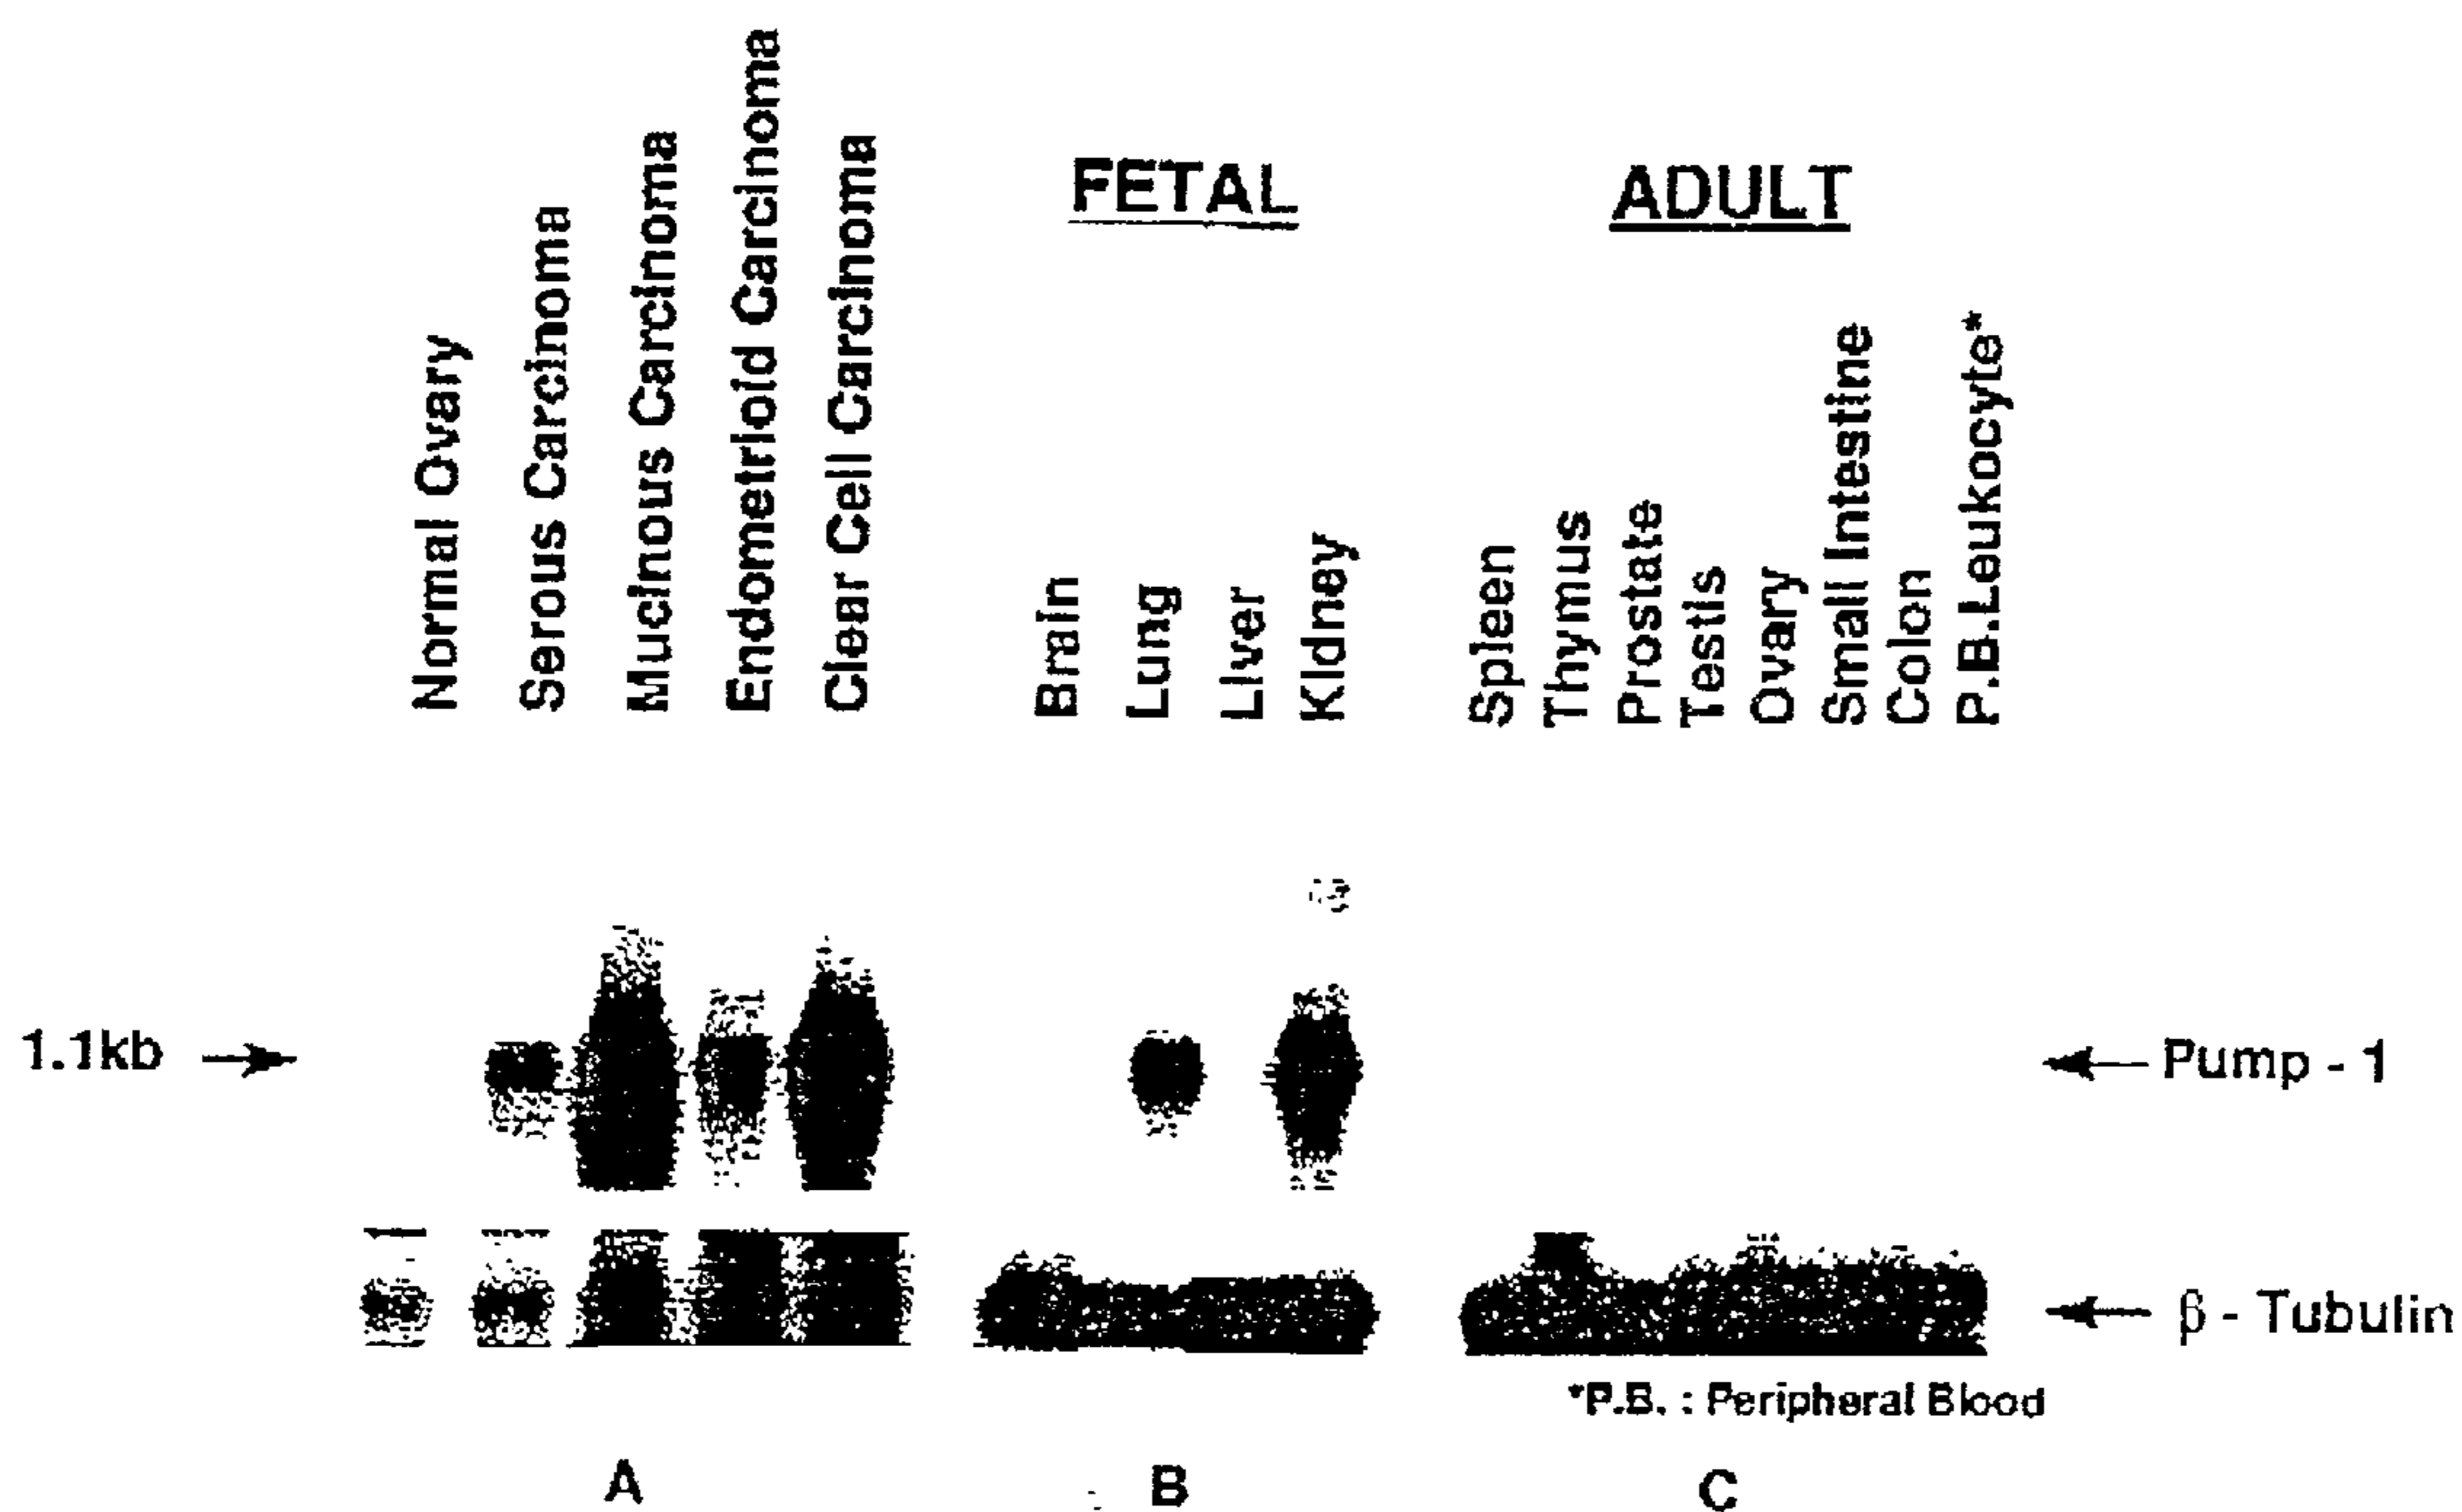 Normal Ovary
Serous Carcinoma
Mucinous Carcinoma
Endometrioid Carcinoma
Clear Cell Carcinoma
FETAL
Brain
Lung
Liver
Kidney
ADULT
Spleen
Thymus
Prostate
Testis
Ovary
Small Intestine
Colon
P.B.Leukocyte*
1.1kb
Pump - 1
β - Tubulin
*P.B. : Peripheral Blood
A
B
C